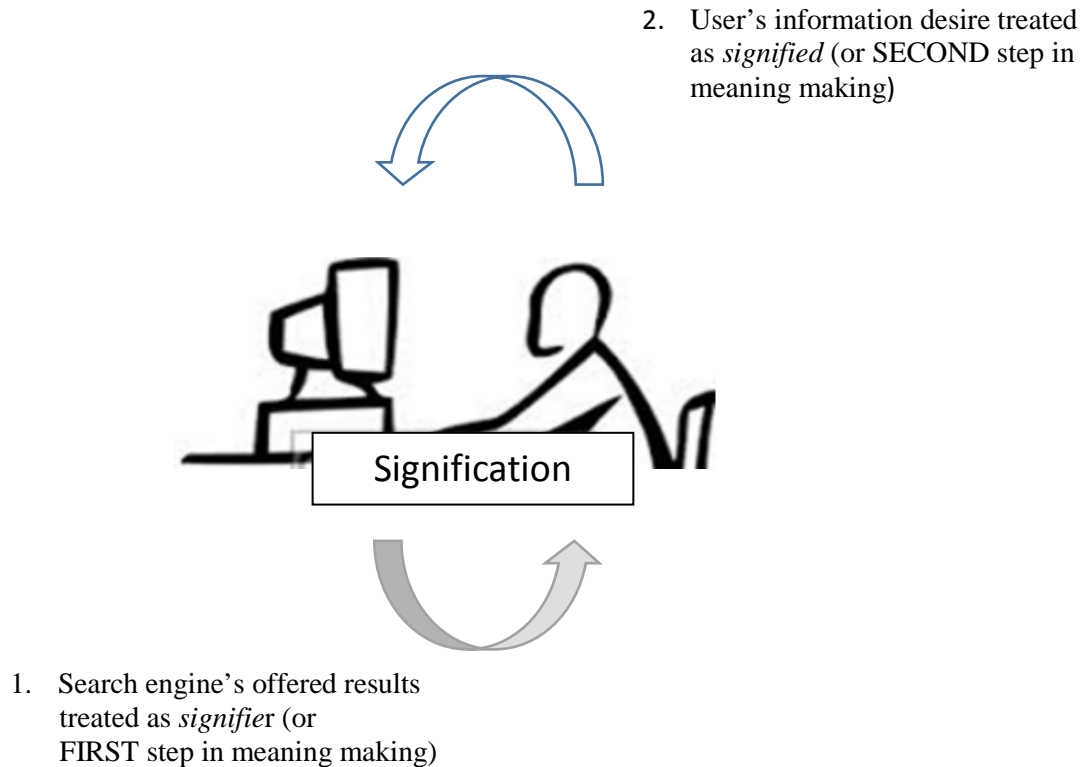 2. User’s information desire treated
as signified (or SECOND step in
meaning making)
Signification
1. Search engine’s offered results
treated as signifier (or
FIRST step in meaning making)